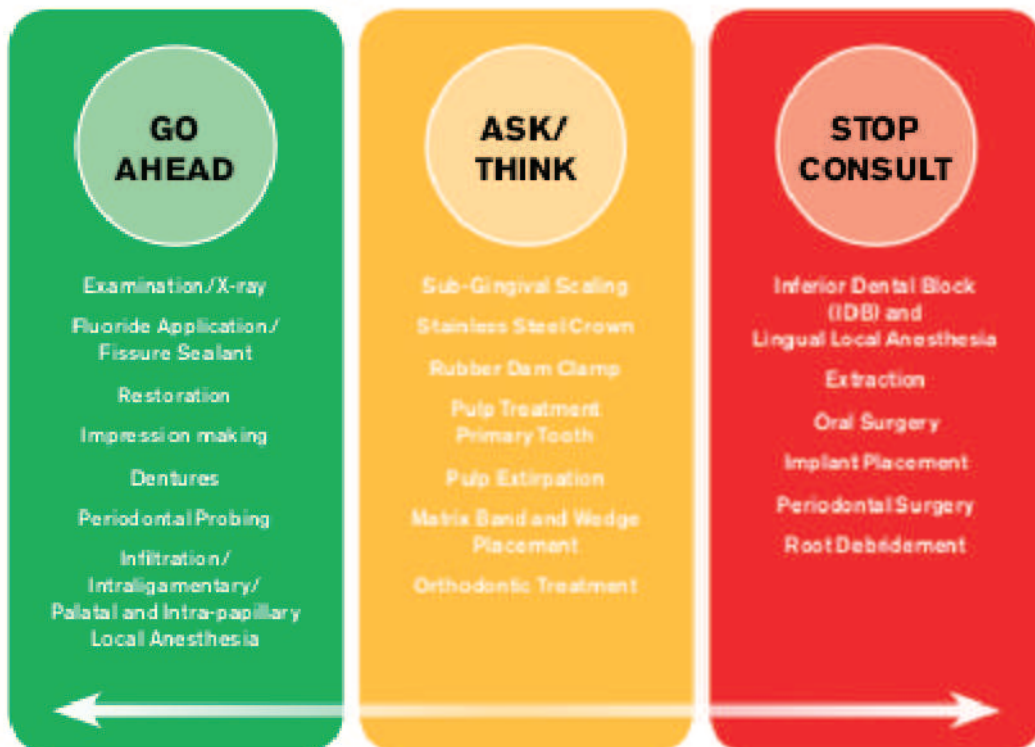 GO
AHEAD
Examination/X-ray
Fluoride Application/
Fissure Sealant
Restoration
Impression making
Dentures
Periodontal Probing
Infiltration/
Intraligamentary/
Palatal and Intra-papillary
Local Anesthesia
ASK/
THINK
Sub-Gingival Scaling
Stainless Steel Crown
Rubber Dam Clamp
Pulp Treatment
Primary Tooth
Pulp Extirpation
Matrix Band and Wedge
Placement
Orthodontic Treatment
STOP
CONSULT
Inferior Dental Block
(IDB) and
Lingual Local Anesthesia
Extraction
Oral Surgery
Implant Placement
Periodontal Surgery
Root Debridement